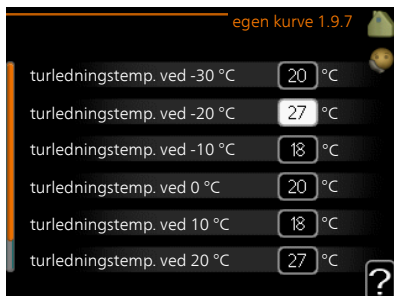 egen kurve 1.9.7
turledningstemp. ved -30 °C 20 °C
turledningstemp. ved -20 °C 27 °C
turledningstemp. ved -10 °C 18 °C
turledningstemp. ved 0 °C 20 °C
turledningstemp. ved 10 °C 18 °C
turledningstemp. ved 20 °C 27 °C
?